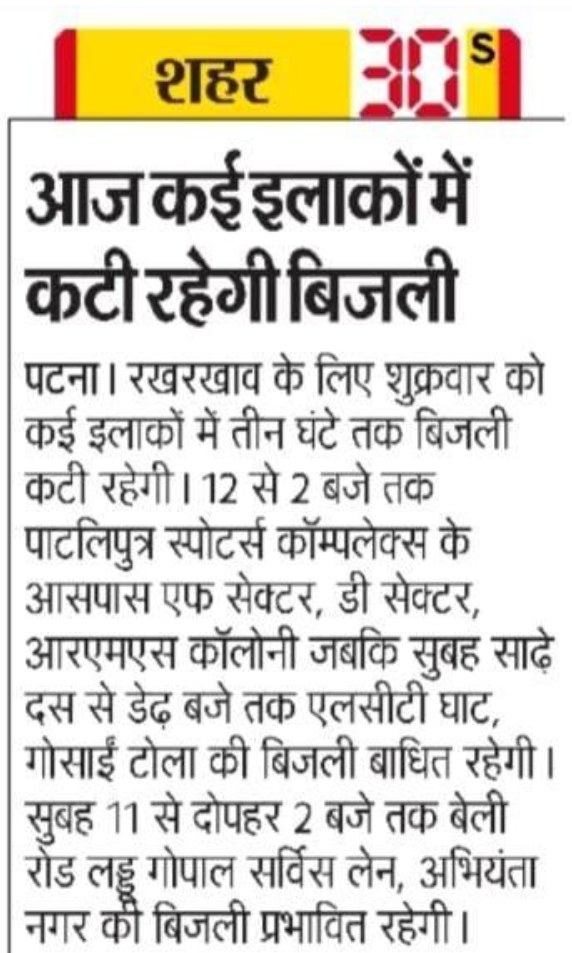 शहर 30 S
आज कई इलाकों में
कटी रहेगी बिजली
पटना। रखरखाव के लिए शुक्रवार को
कई इलाकों में तीन घंटे तक बिजली
कटी रहेगी। 12 से 2 बजे तक
पाटलिपुत्र स्पोटर्स कॉम्पलेक्स के
आसपास एफ सेक्टर, डी सेक्टर,
आरएमएस कॉलोनी जबकि सुबह साढ़े
दस से डेढ़ बजे तक एलसीटी घाट,
गोसाईं टोला की बिजली बाधित रहेगी।
सुबह 11 से दोपहर 2 बजे तक बेली
रोड लड्डू गोपाल सर्विस लेन, अभियंता
नगर की बिजली प्रभावित रहेगी।